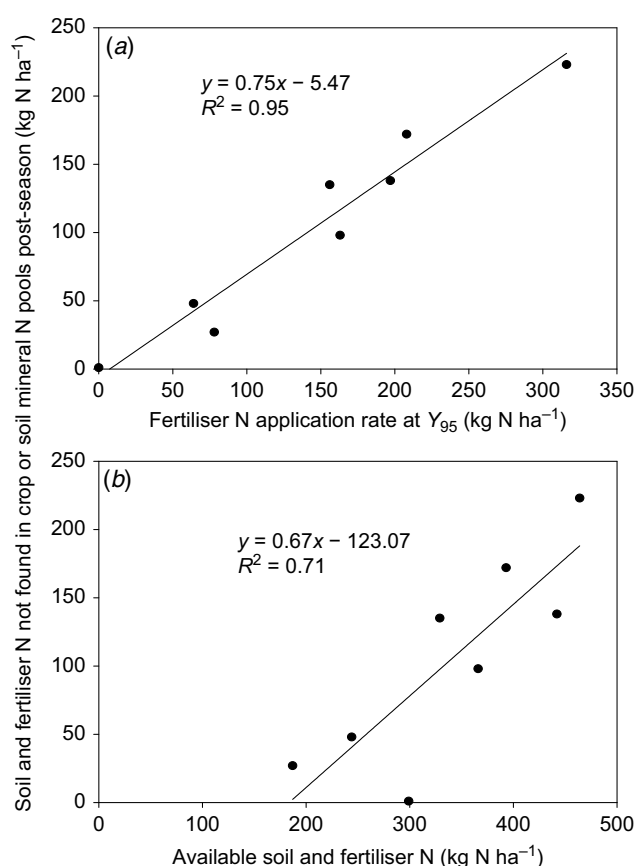 Soil and fertiliser N not found in crop or soil mineral N pools post-season (kg N ha⁻¹)
250
(a)
y = 0.75x – 5.47
R² = 0.95
200
150
100
50
0
0 50 100 150 200 250 300 350
Fertiliser N application rate at Y₉₅ (kg N ha⁻¹)
250
(b)
y = 0.67x – 123.07
R² = 0.71
200
150
100
50
0
0 100 200 300 400 500
Available soil and fertiliser N (kg N ha⁻¹)